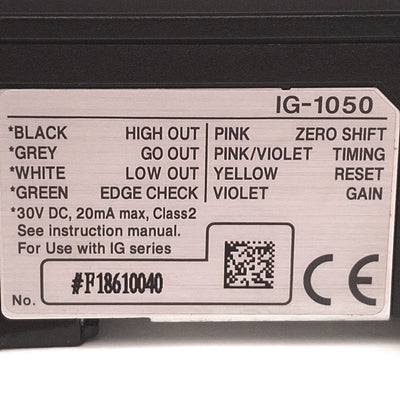 IG-1050
*BLACK HIGH OUT PINK ZERO SHIFT
*GREY GO OUT PINK/VIOLET TIMING
*WHITE LOW OUT YELLOW RESET
*GREEN EDGE CHECK VIOLET GAIN
*30V DC, 20mA max, Class2
See instruction manual.
For Use with IG series
No. #F18610040 CE